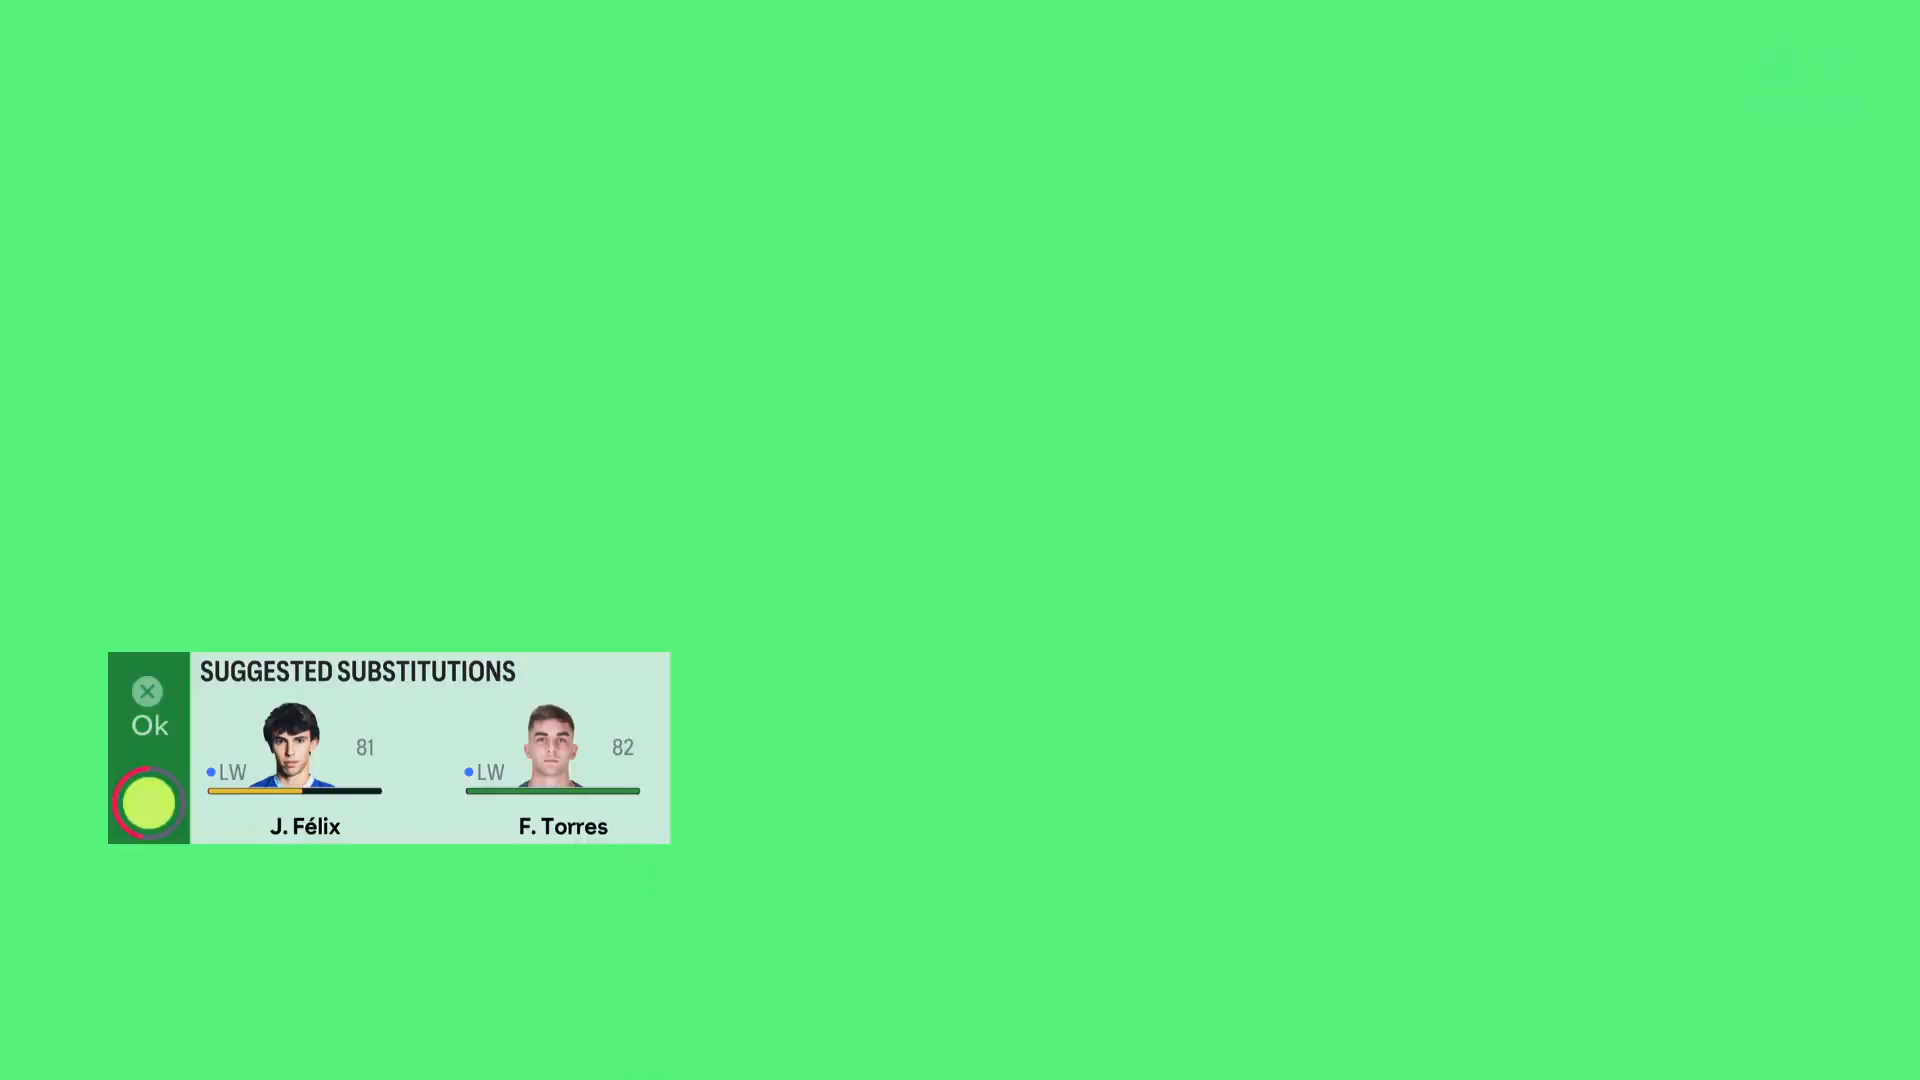 SUGGESTED SUBSTITUTIONS
Ok
81
LW
J. Félix
82
LW
F. Torres